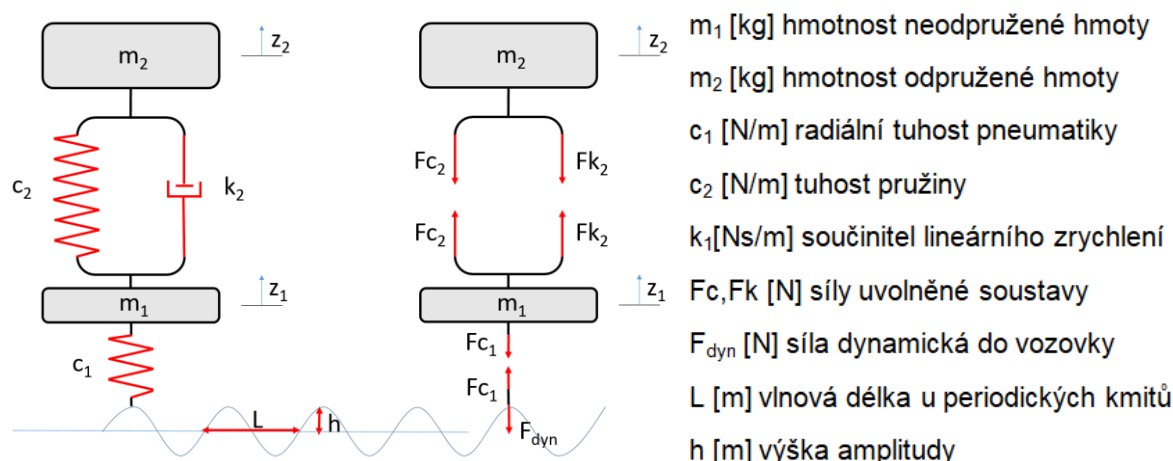 m₂
z₂
c₂
k₂
m₁
z₁
c₁
L
h
m₂
z₂
Fc₂
Fk₂
Fc₂
Fk₂
m₁
z₁
Fc₁
Fc₁
F_dyn
m₁ [kg] hmotnost neodpružené hmoty
m₂ [kg] hmotnost odpružené hmoty
c₁ [N/m] radiální tuhost pneumatiky
c₂ [N/m] tuhost pružiny
k₁[Ns/m] součinitel lineárního zrychlení
Fc,Fk [N] síly uvolněné soustavy
F_dyn [N] síla dynamická do vozovky
L [m] vlnová délka u periodických kmitů
h [m] výška amplitudy